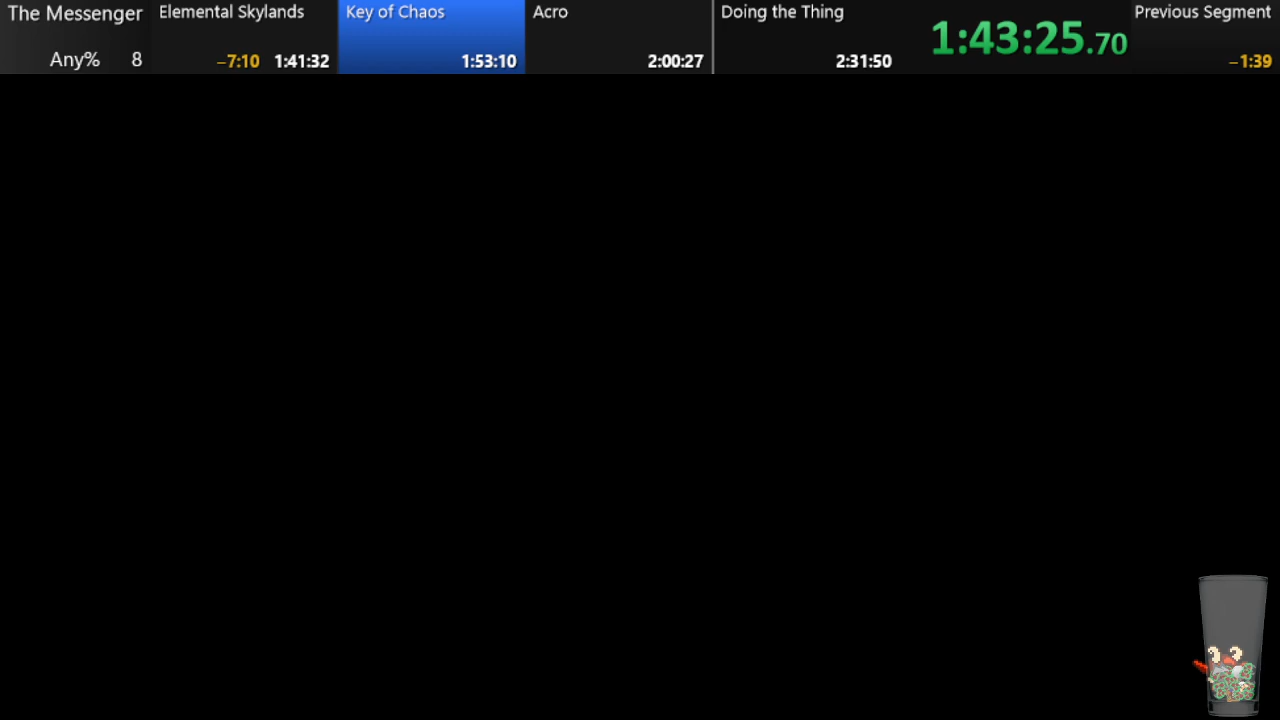 The Messenger
Any% 8
Elemental Skylands
−7:10 1:41:32
Key of Chaos
1:53:10
Acro
2:00:27
Doing the Thing
2:31:50
1:43:25.70
Previous Segment
−1:39